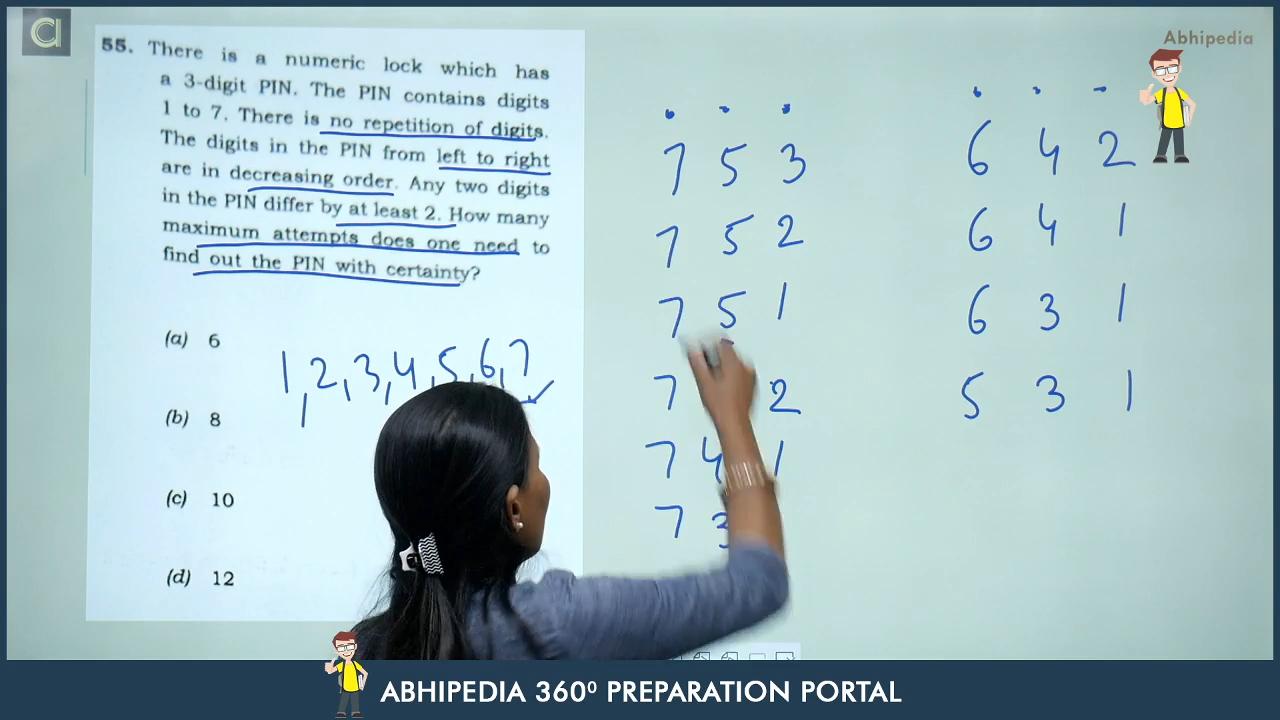 Abhipedia
55. There is a numeric lock which has
a 3-digit PIN. The PIN contains digits
1 to 7. There is no repetition of digits.
The digits in the PIN from left to right
are in decreasing order. Any two digits
in the PIN differ by at least 2. How many
maximum attempts does one need to
find out the PIN with certainty?
(a) 6
(b) 8
(c) 10
(d) 12
1, 2, 3, 4, 5, 6, 7
7 5 3
7 5 2
7 5 1
7 2
7 4 1
7 3
6 4 2
6 4 1
6 3 1
5 3 1
ABHIPEDIA 360⁰ PREPARATION PORTAL